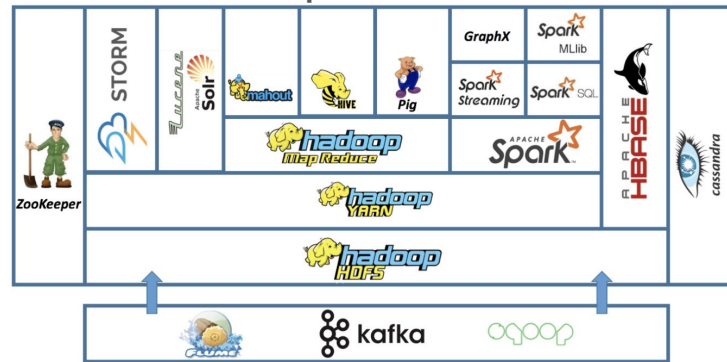 ZooKeeper
STORM
Lucene
Apache
Solr
mahout
HIVE
Pig
GraphX
Spark
MLlib
Spark
Streaming
Spark SQL
hadoop
Map Reduce
APACHE
Spark
APACHE
HBASE
cassandra
hadoop
YARN
hadoop
HDFS
FLUME
kafka
sqoop